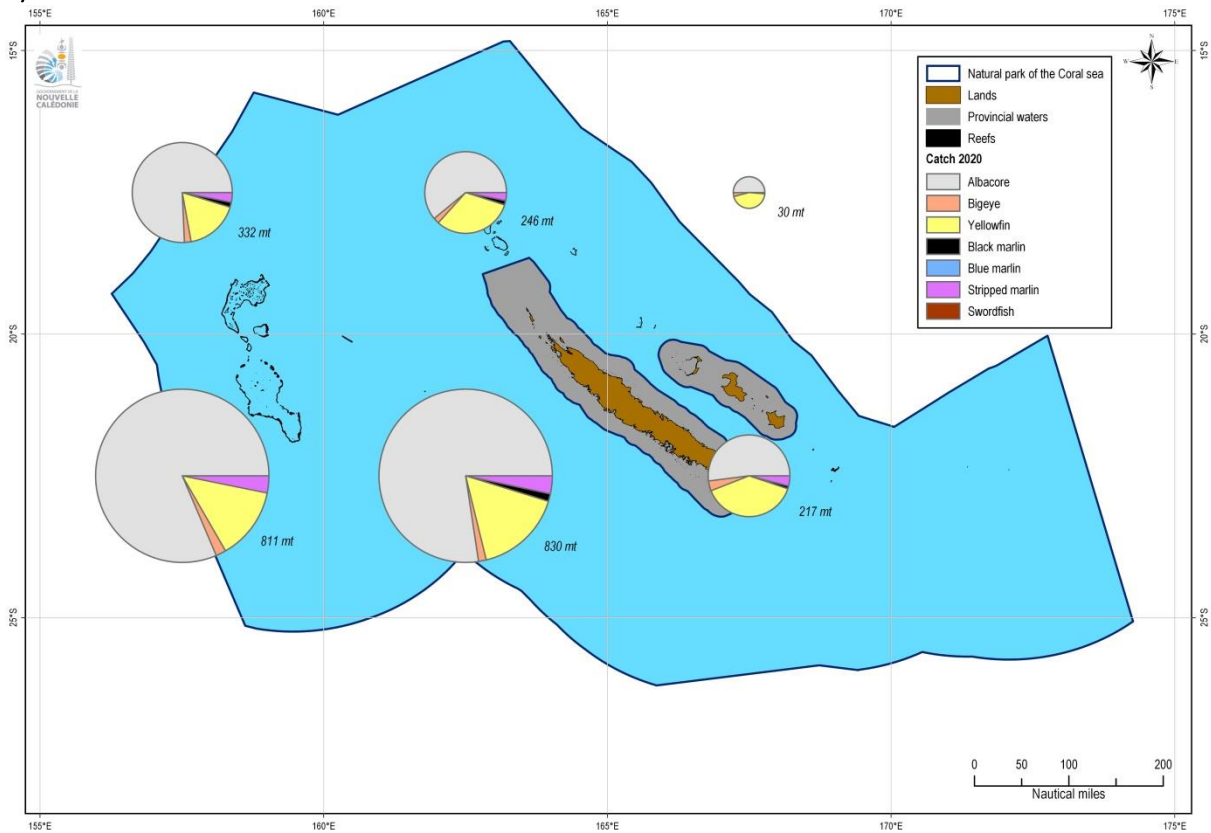 155°E 160°E 165°E 170°E 175°E
15°S
15°S
GOUVERNEMENT DE LA
NOUVELLE
CALÉDONIE
N
W E
S
Natural park of the Coral sea
Lands
Provincial waters
Reefs
Catch 2020
Albacore
Bigeye
Yellowfin
Black marlin
Blue marlin
Stripped marlin
Swordfish
332 mt
246 mt
30 mt
20°S
20°S
811 mt
830 mt
217 mt
25°S
25°S
0 50 100 200
Nautical miles
155°E 160°E 165°E 170°E 175°E